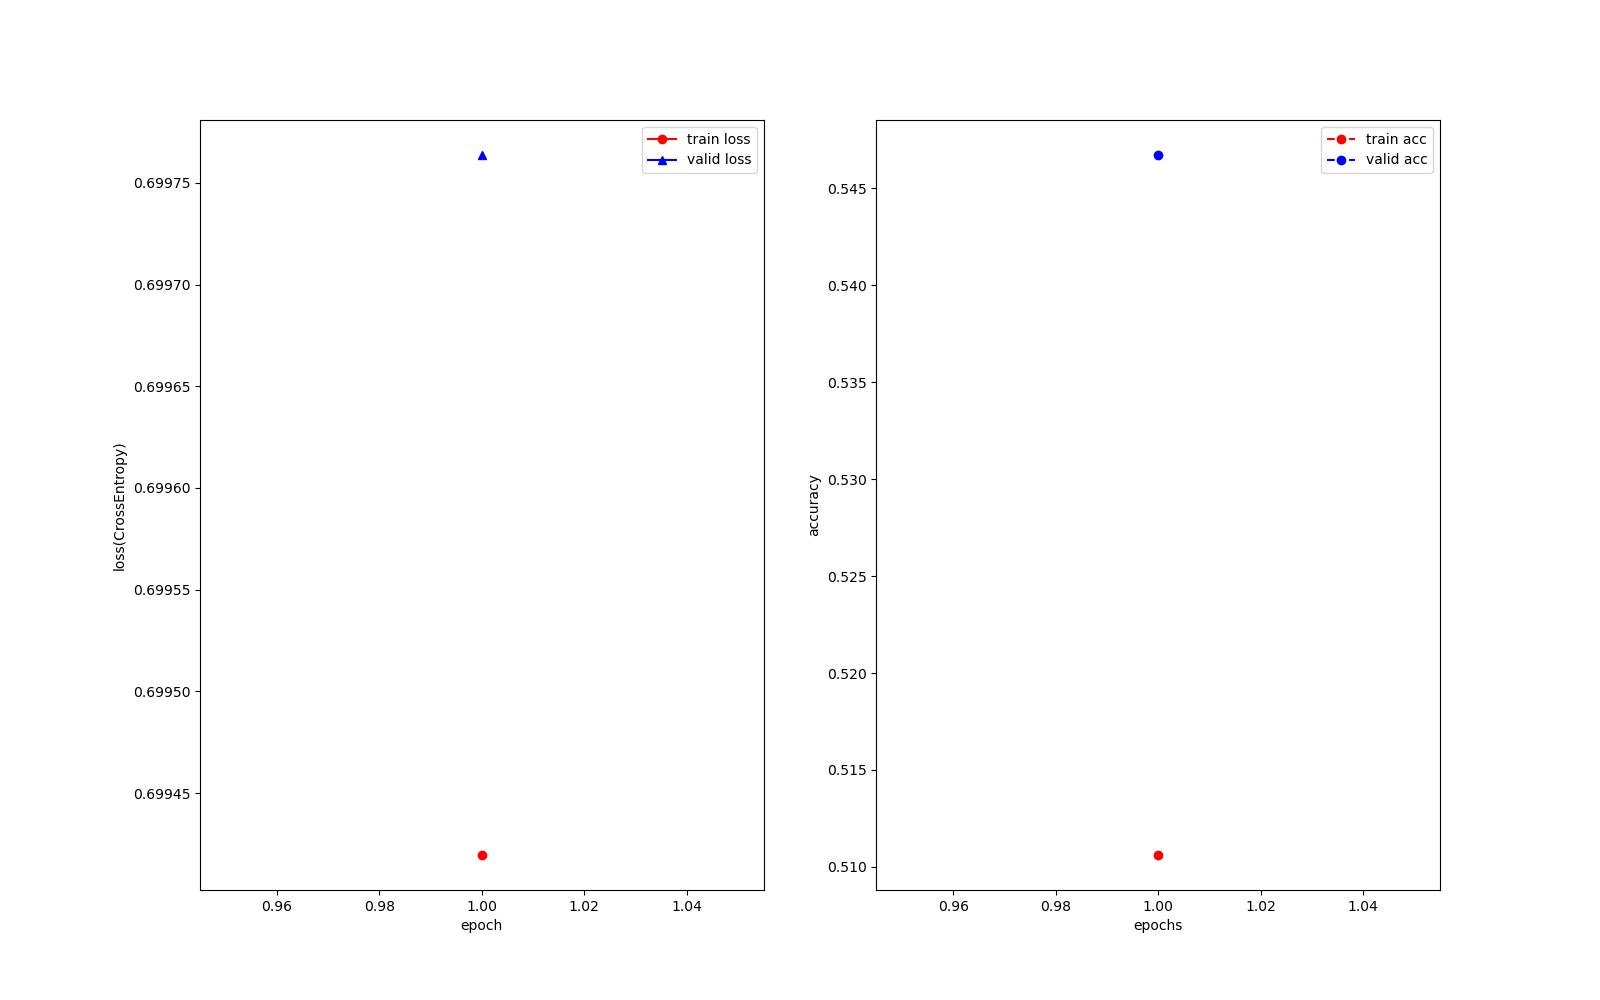 train loss
valid loss
0.69975
0.69970
0.69965
0.69960
0.69955
0.69950
0.69945
loss(CrossEntropy)
0.96 0.98 1.00 1.02 1.04
epoch
train acc
valid acc
0.545
0.540
0.535
0.530
0.525
0.520
0.515
0.510
accuracy
0.96 0.98 1.00 1.02 1.04
epochs